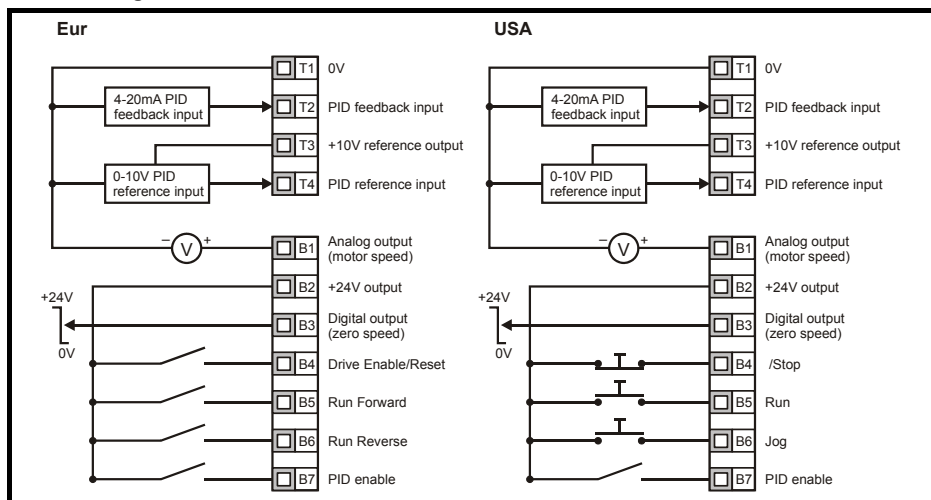 Eur
T1 0V
4-20mA PID
feedback input
T2 PID feedback input
T3 +10V reference output
0-10V PID
reference input
T4 PID reference input
– V +
B1 Analog output
(motor speed)
B2 +24V output
+24V
0V
B3 Digital output
(zero speed)
B4 Drive Enable/Reset
B5 Run Forward
B6 Run Reverse
B7 PID enable
USA
T1 0V
4-20mA PID
feedback input
T2 PID feedback input
T3 +10V reference output
0-10V PID
reference input
T4 PID reference input
– V +
B1 Analog output
(motor speed)
B2 +24V output
+24V
0V
B3 Digital output
(zero speed)
B4 /Stop
B5 Run
B6 Jog
B7 PID enable